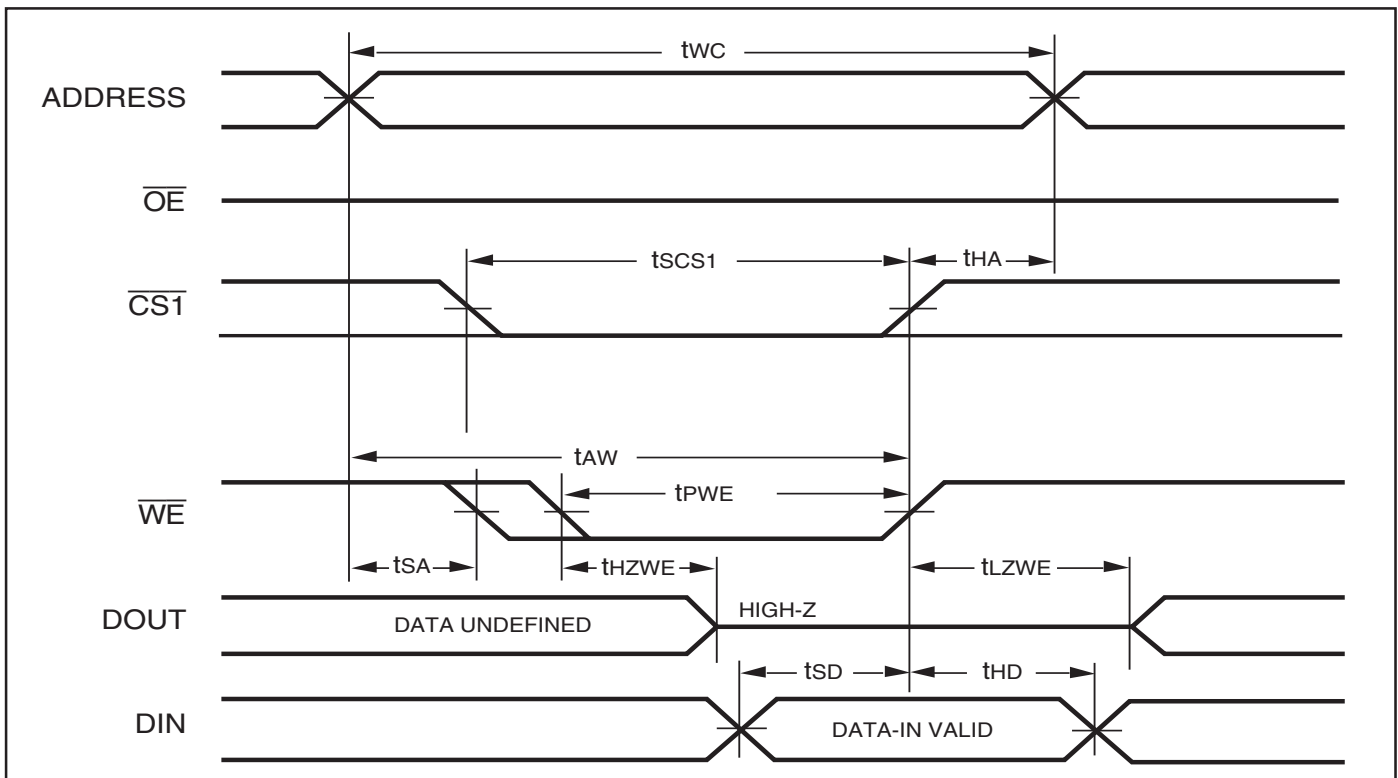 tWC
ADDRESS
OE
tSCS1
tHA
CS1
tAW
tPWE
WE
tSA
tHZWE
tLZWE
DOUT
DATA UNDEFINED
HIGH-Z
tSD
tHD
DIN
DATA-IN VALID